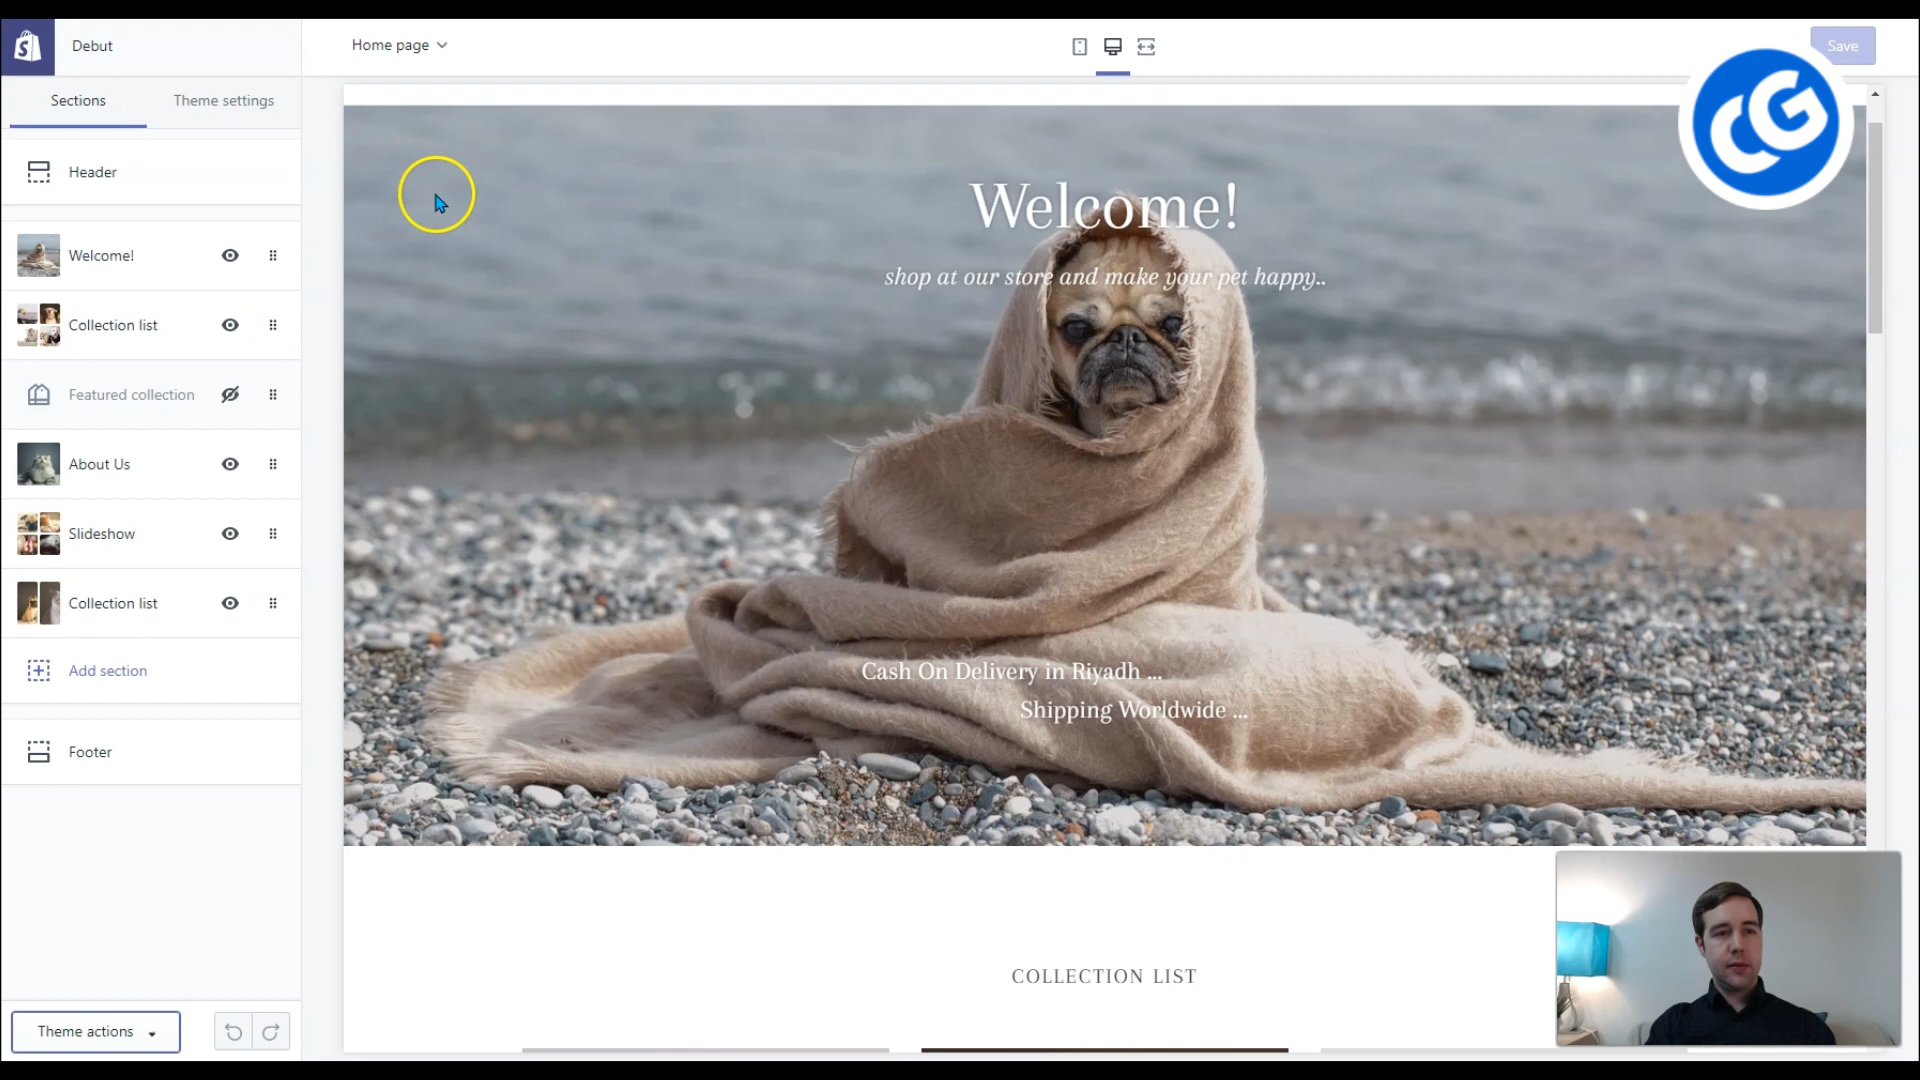 Debut
Home page
Save
CG
Sections
Theme settings
Header
Welcome!
Collection list
Featured collection
About Us
Slideshow
Collection list
Add section
Footer
Theme actions
Welcome!
shop at our store and make your pet happy..
Cash On Delivery in Riyadh ...
Shipping Worldwide ...
COLLECTION LIST